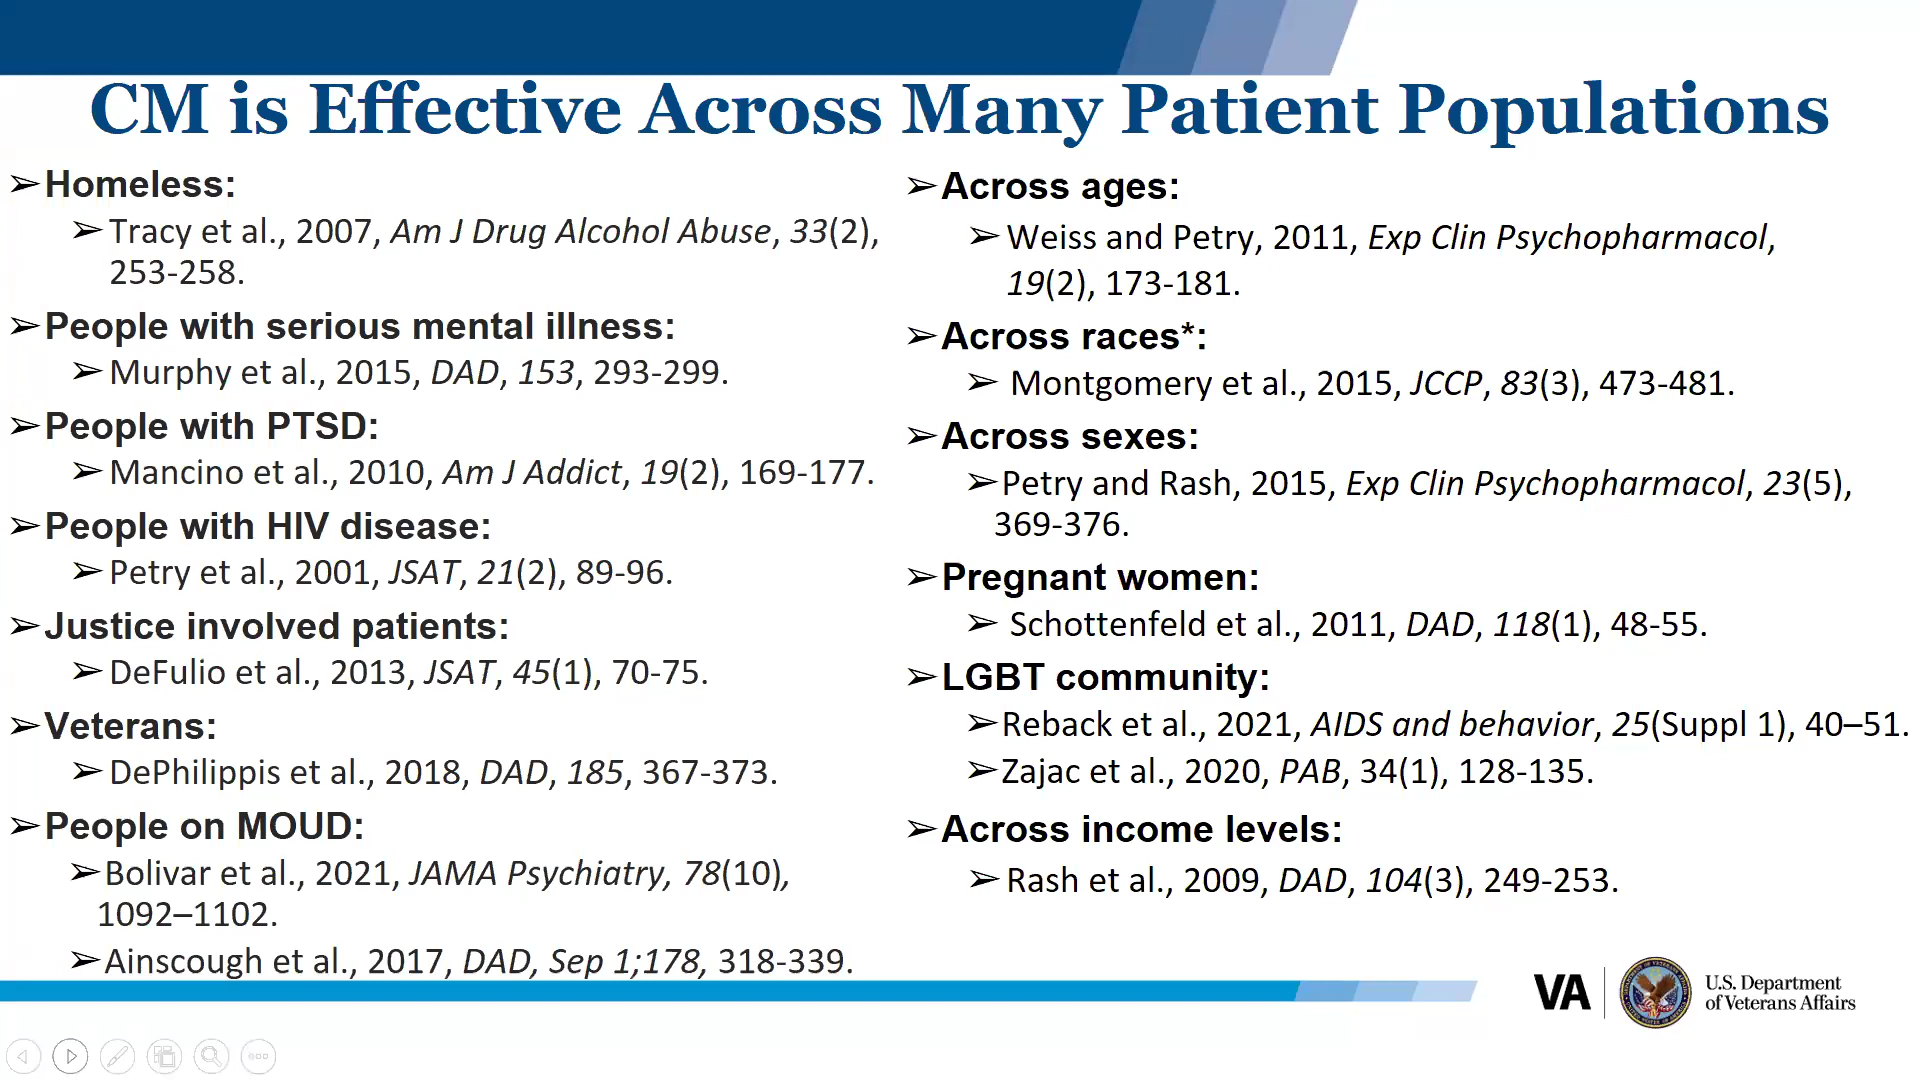 CM is Effective Across Many Patient Populations
➢Homeless:
➢Tracy et al., 2007, Am J Drug Alcohol Abuse, 33(2),
253-258.
➢People with serious mental illness:
➢Murphy et al., 2015, DAD, 153, 293-299.
➢People with PTSD:
➢Mancino et al., 2010, Am J Addict, 19(2), 169-177.
➢People with HIV disease:
➢Petry et al., 2001, JSAT, 21(2), 89-96.
➢Justice involved patients:
➢DeFulio et al., 2013, JSAT, 45(1), 70-75.
➢Veterans:
➢DePhilippis et al., 2018, DAD, 185, 367-373.
➢People on MOUD:
➢Bolivar et al., 2021, JAMA Psychiatry, 78(10),
1092–1102.
➢Ainscough et al., 2017, DAD, Sep 1;178, 318-339.
➢Across ages:
➢Weiss and Petry, 2011, Exp Clin Psychopharmacol,
19(2), 173-181.
➢Across races*:
➢ Montgomery et al., 2015, JCCP, 83(3), 473-481.
➢Across sexes:
➢Petry and Rash, 2015, Exp Clin Psychopharmacol, 23(5),
369-376.
➢Pregnant women:
➢ Schottenfeld et al., 2011, DAD, 118(1), 48-55.
➢LGBT community:
➢Reback et al., 2021, AIDS and behavior, 25(Suppl 1), 40–51.
➢Zajac et al., 2020, PAB, 34(1), 128-135.
➢Across income levels:
➢Rash et al., 2009, DAD, 104(3), 249-253.
VA
U.S. Department
of Veterans Affairs